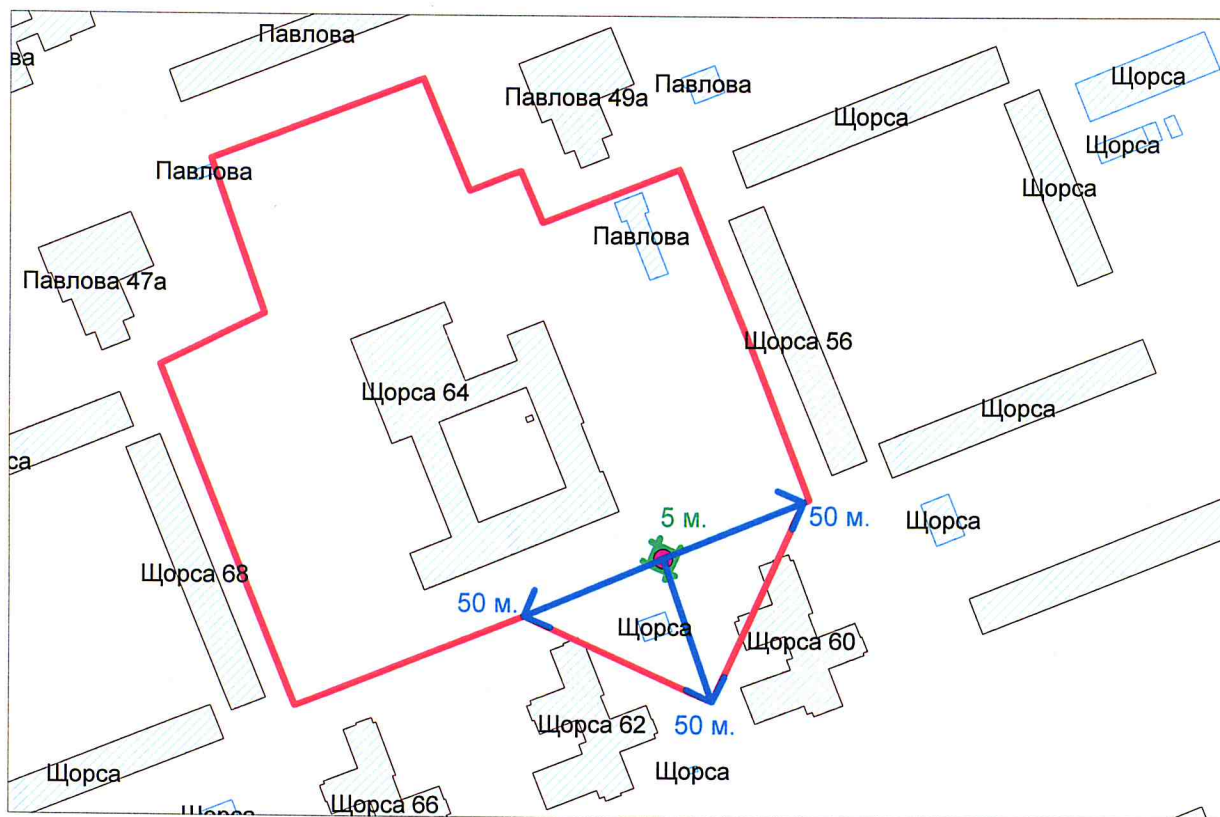 Павлова
ва
Павлова 49а
Павлова
Щорса
Щорса
Щорса
Павлова
Щорса
Павлова
Павлова 47а
Щорса 56
Щорса 64
Щорса
са
5 м.
50 м.
Щорса
Щорса 68
50 м.
Щорса
Щорса 60
Щорса 62
50 м.
Щорса
Щорса
Щорса 66
Щорса